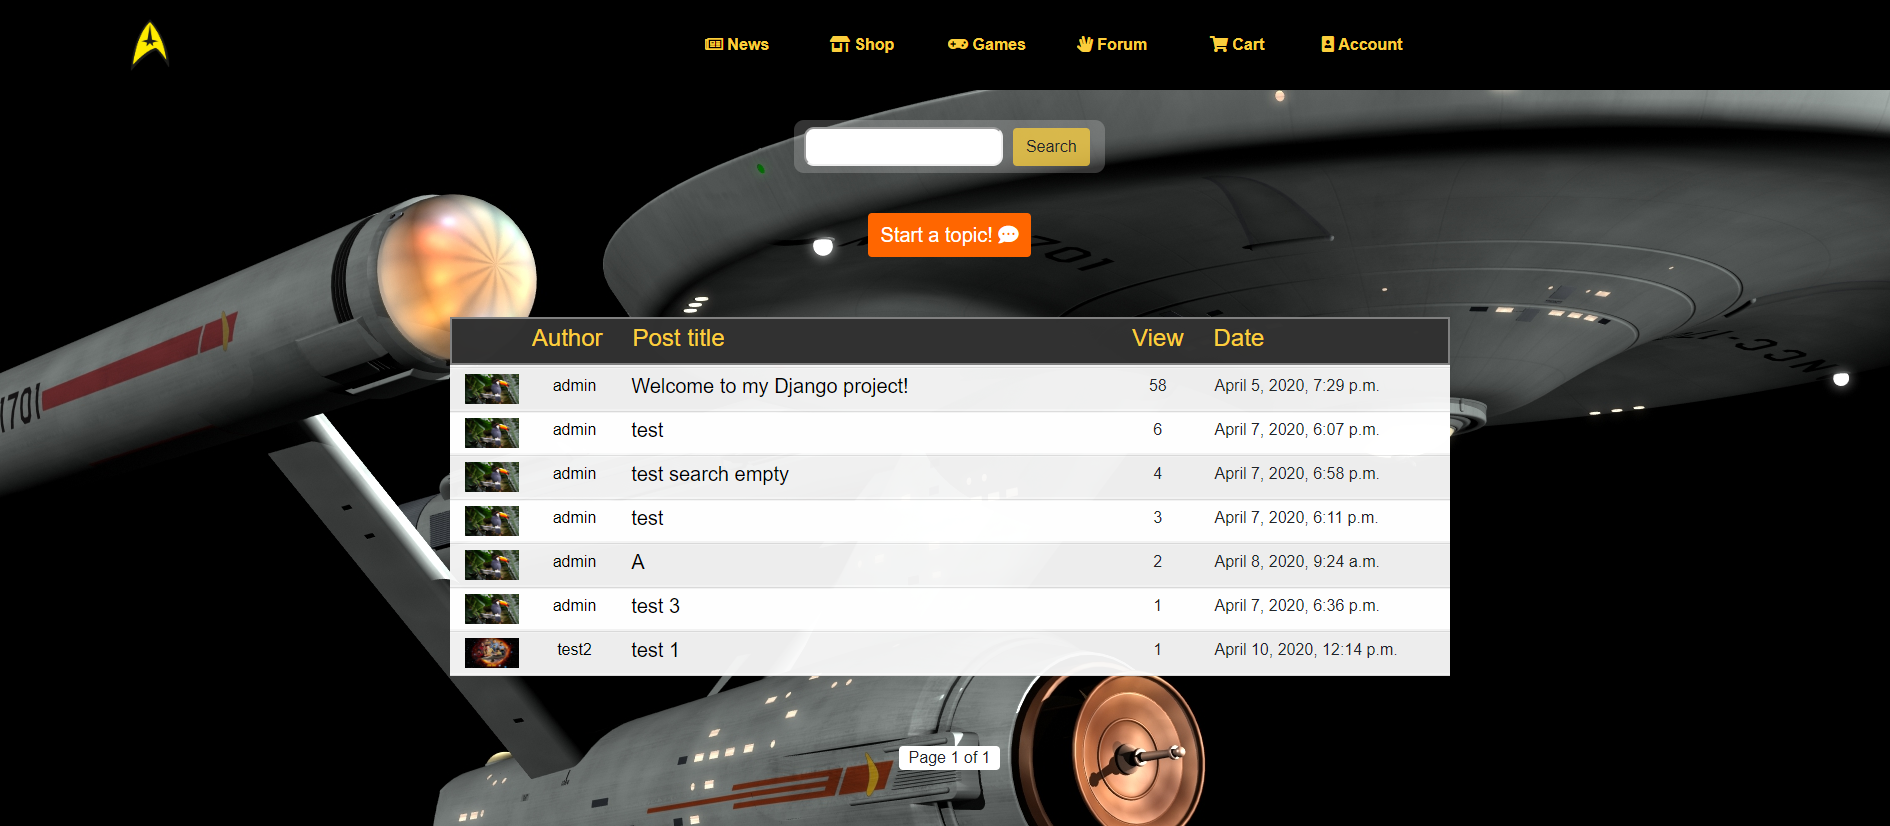 News Shop Games Forum Cart Account
Search
Start a topic!
Author Post title View Date
admin Welcome to my Django project! 58 April 5, 2020, 7:29 p.m.
admin test 6 April 7, 2020, 6:07 p.m.
admin test search empty 4 April 7, 2020, 6:58 p.m.
admin test 3 April 7, 2020, 6:11 p.m.
admin A 2 April 8, 2020, 9:24 a.m.
admin test 3 1 April 7, 2020, 6:36 p.m.
test2 test 1 1 April 10, 2020, 12:14 p.m.
Page 1 of 1
1701
701
NCC-17